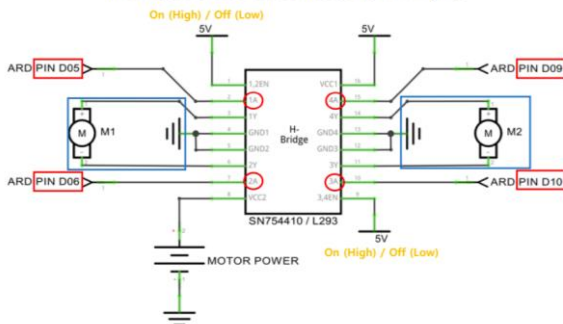 On (High) / Off (Low)
5V
5V
ARD PIN D05
ARD PIN D09
1,2EN
VCC1
1A
4A
1Y
4Y
M
M1
GND1
GND4
H-
Bridge
M
M2
GND2
GND3
2Y
3Y
ARD PIN D06
2A
3A
ARD PIN D10
VCC2
3,4EN
SN754410 / L293
5V
On (High) / Off (Low)
MOTOR POWER